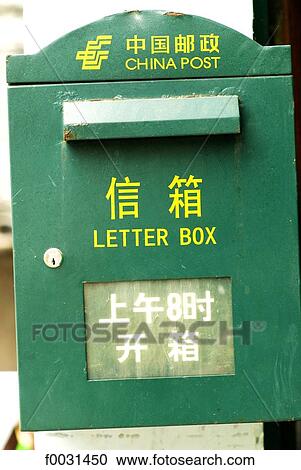 中国邮政
CHINA POST
信箱
LETTER BOX
上午8时
FOTOSEARCH
开箱
f0031450 www.fotosearch.com